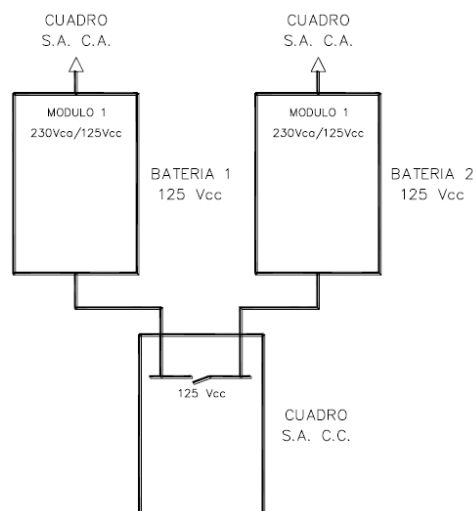 CUADRO
S.A. C.A.
CUADRO
S.A. C.A.
MODULO 1
230Vca/125Vcc
MODULO 1
230Vca/125Vcc
BATERIA 1
125 Vcc
BATERIA 2
125 Vcc
125 Vcc
CUADRO
S.A. C.C.